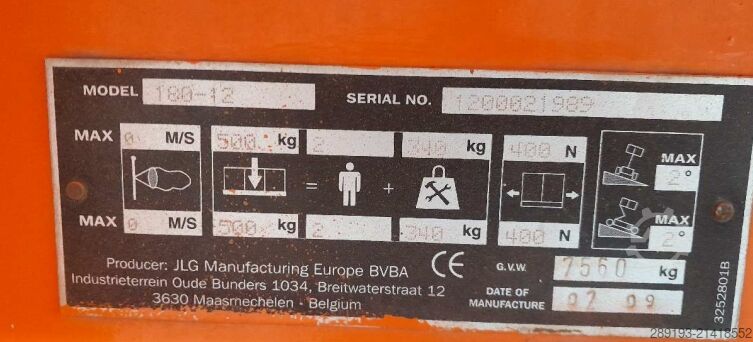 MODEL 180-12 SERIAL NO. 1200021989
MAX 0 M/S 500 kg 2 340 kg 400 N
MAX 2°
=
+
MAX 0 M/S 500 2 340 kg 400 N
MAX 2°
Producer: JLG Manufacturing Europe BVBA CE
Industrieterrein Oude Bunders 1034, Breitwaterstraat 12
3630 Maasmechelen - Belgium
G.V.W. 7560 kg
DATE OF MANUFACTURE 07 99
3252801B
289193-21418552